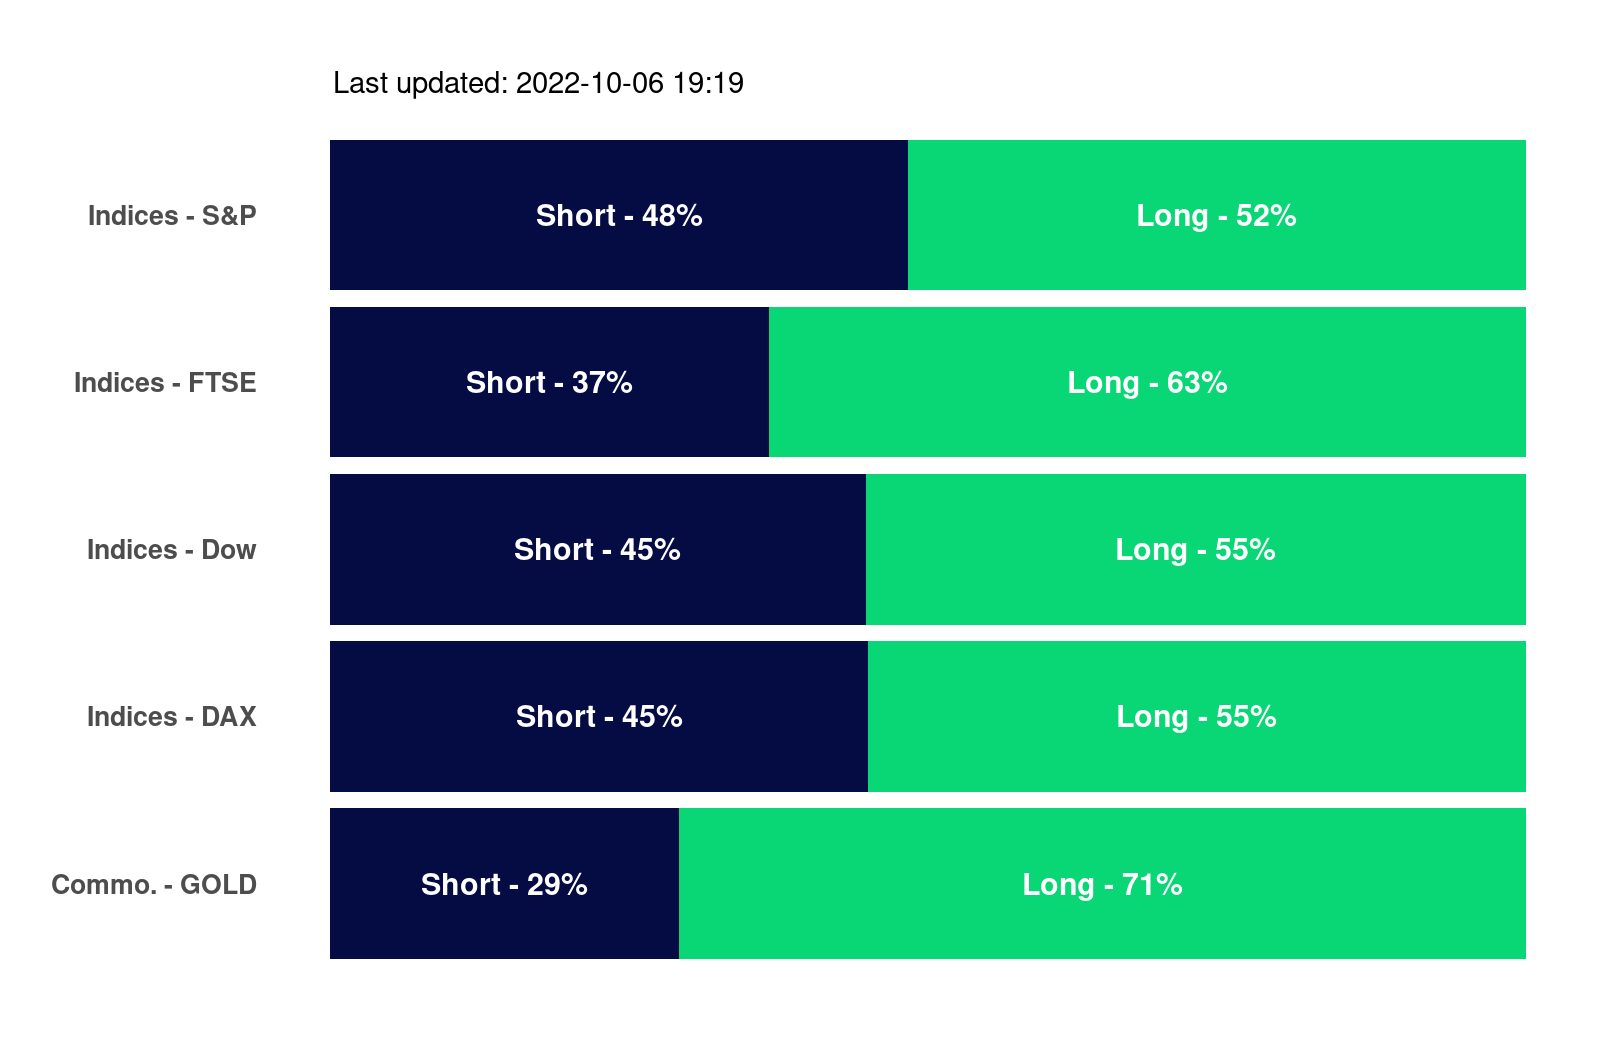 Last updated: 2022-10-06 19:19
Indices - S&P Short - 48% Long - 52%
Indices - FTSE Short - 37% Long - 63%
Indices - Dow Short - 45% Long - 55%
Indices - DAX Short - 45% Long - 55%
Commo. - GOLD Short - 29% Long - 71%